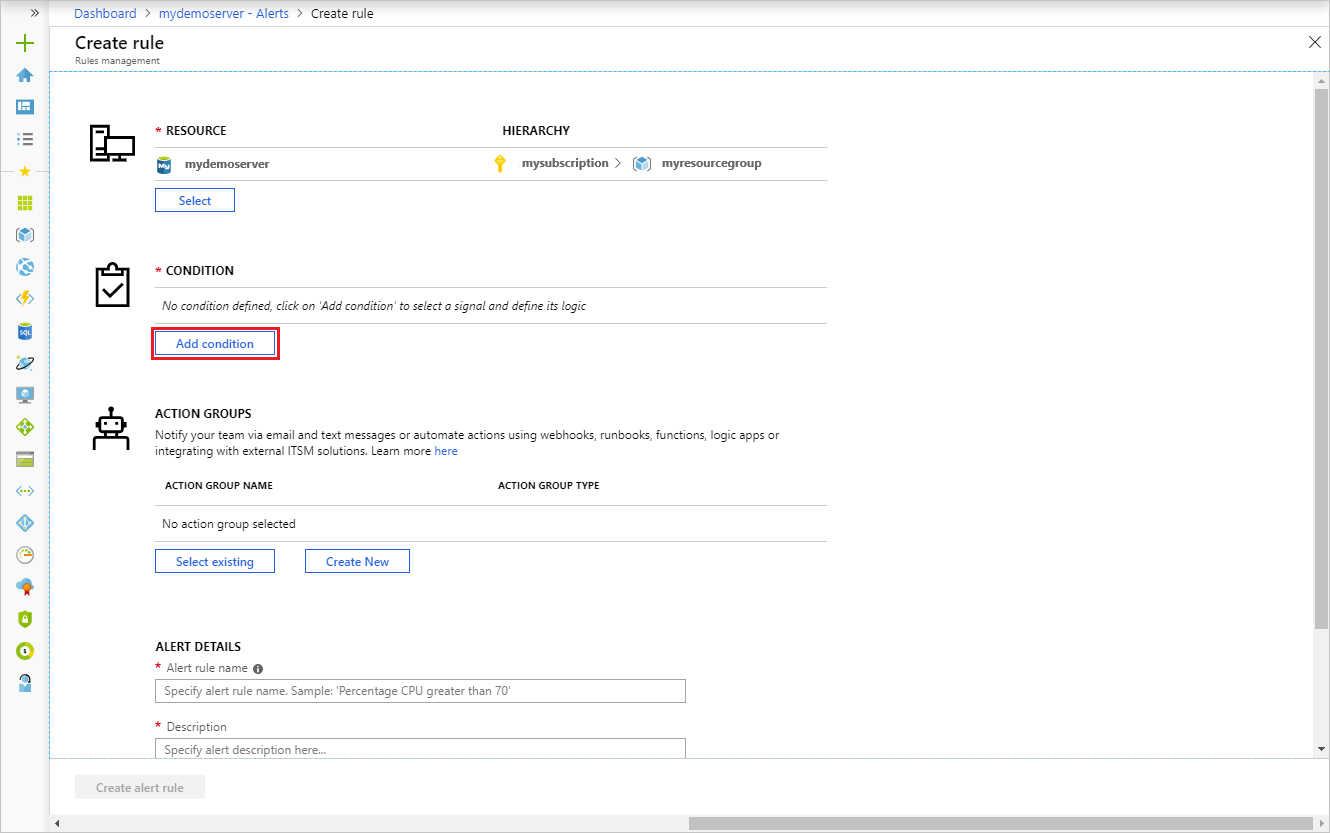 » Dashboard > mydemoserver - Alerts > Create rule
Create rule
Rules management
* RESOURCE HIERARCHY
My mydemoserver mysubscription > myresourcegroup
Select
* CONDITION
No condition defined, click on 'Add condition' to select a signal and define its logic
SQL
Add condition
ACTION GROUPS
Notify your team via email and text messages or automate actions using webhooks, runbooks, functions, logic apps or
integrating with external ITSM solutions. Learn more here
ACTION GROUP NAME ACTION GROUP TYPE
No action group selected
Select existing Create New
ALERT DETAILS
* Alert rule name
Specify alert rule name. Sample: 'Percentage CPU greater than 70'
* Description
Specify alert description here...
Create alert rule